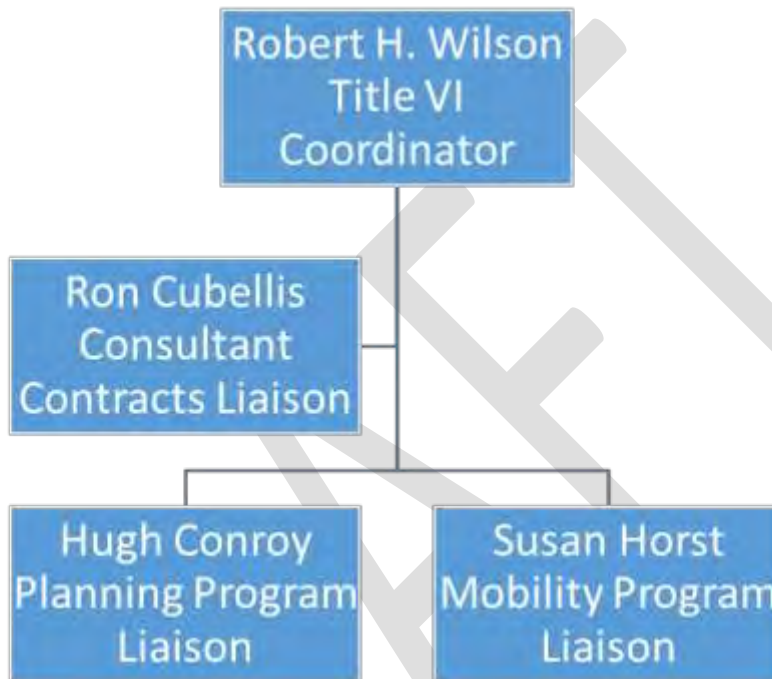 Robert H. Wilson
Title VI
Coordinator
Ron Cubellis
Consultant
Contracts Liaison
Hugh Conroy
Planning Program
Liaison
Susan Horst
Mobility Program
Liaison